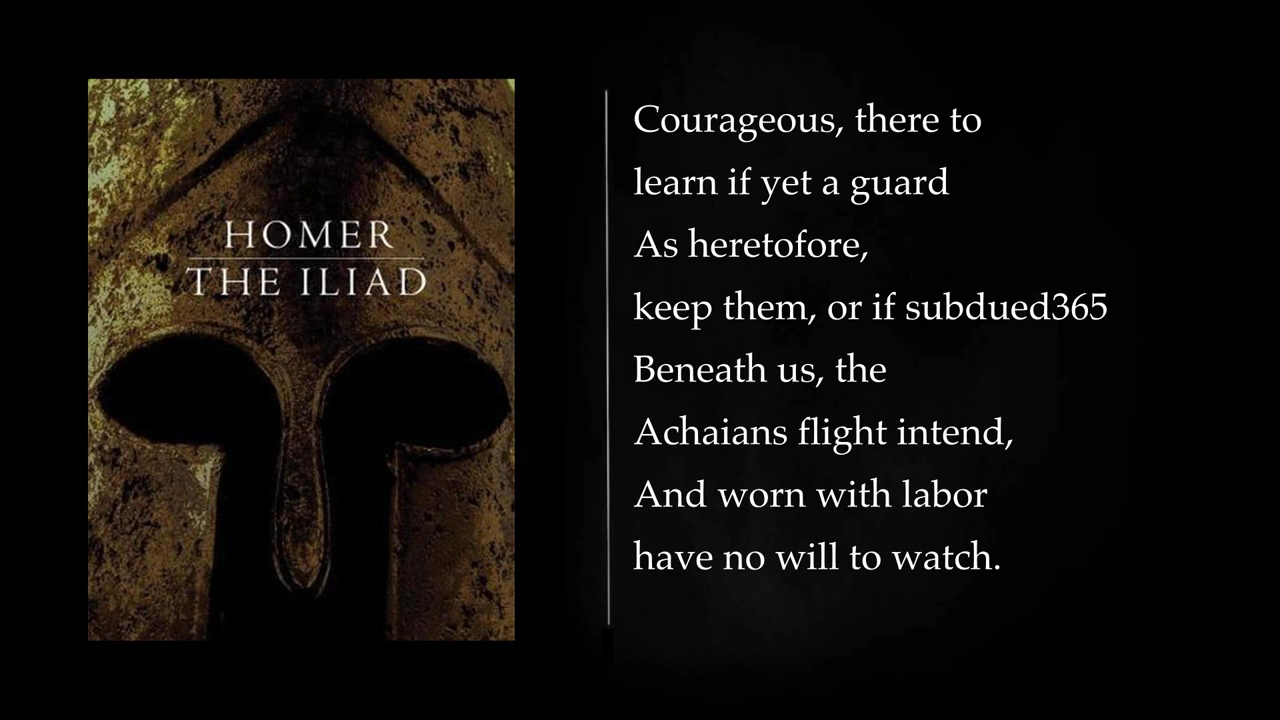 HOMER
THE ILIAD
Courageous, there to
learn if yet a guard
As heretofore,
keep them, or if subdued365
Beneath us, the
Achaians flight intend,
And worn with labor
have no will to watch.